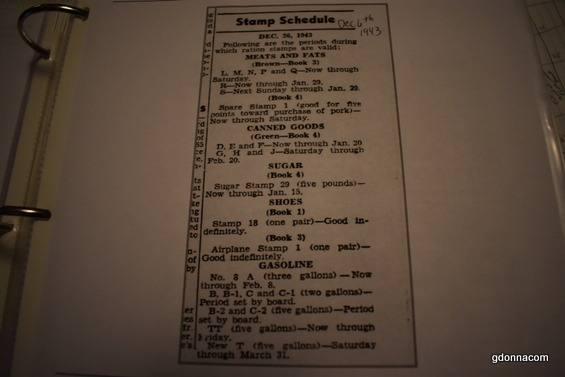 Stamp Schedule
Dec 6th
1943
DEC. 26, 1943
Following are the periods during
which ration stamps are valid:
MEATS AND FATS
(Brown—Book 3)
L, M, N, P and Q—Now through
Saturday.
R—Now through Jan. 29.
S—Next Sunday through Jan. 29.
(Book 4)
Spare Stamp 1 (good for five
points toward purchase of pork)—
Now through Saturday.
CANNED GOODS
(Green—Book 4)
D, E and F—Now through Jan. 20
G, H and J—Saturday through
Feb. 20.
SUGAR
(Book 4)
Sugar Stamp 29 (five pounds)—
Now through Jan. 15.
SHOES
(Book 1)
Stamp 18 (one pair)—Good in-
definitely.
(Book 3)
Airplane Stamp 1 (one pair)—
Good indefinitely.
GASOLINE
No. 8 A (three gallons)—Now
through Feb. 8.
B, B-1, C and C-1 (two gallons)—
Period set by board.
B-2 and C-2 (five gallons)—Period
set by board.
TT (five gallons)—Now through
Friday.
New T (five gallons)—Saturday
through March 31.
gdonnacom